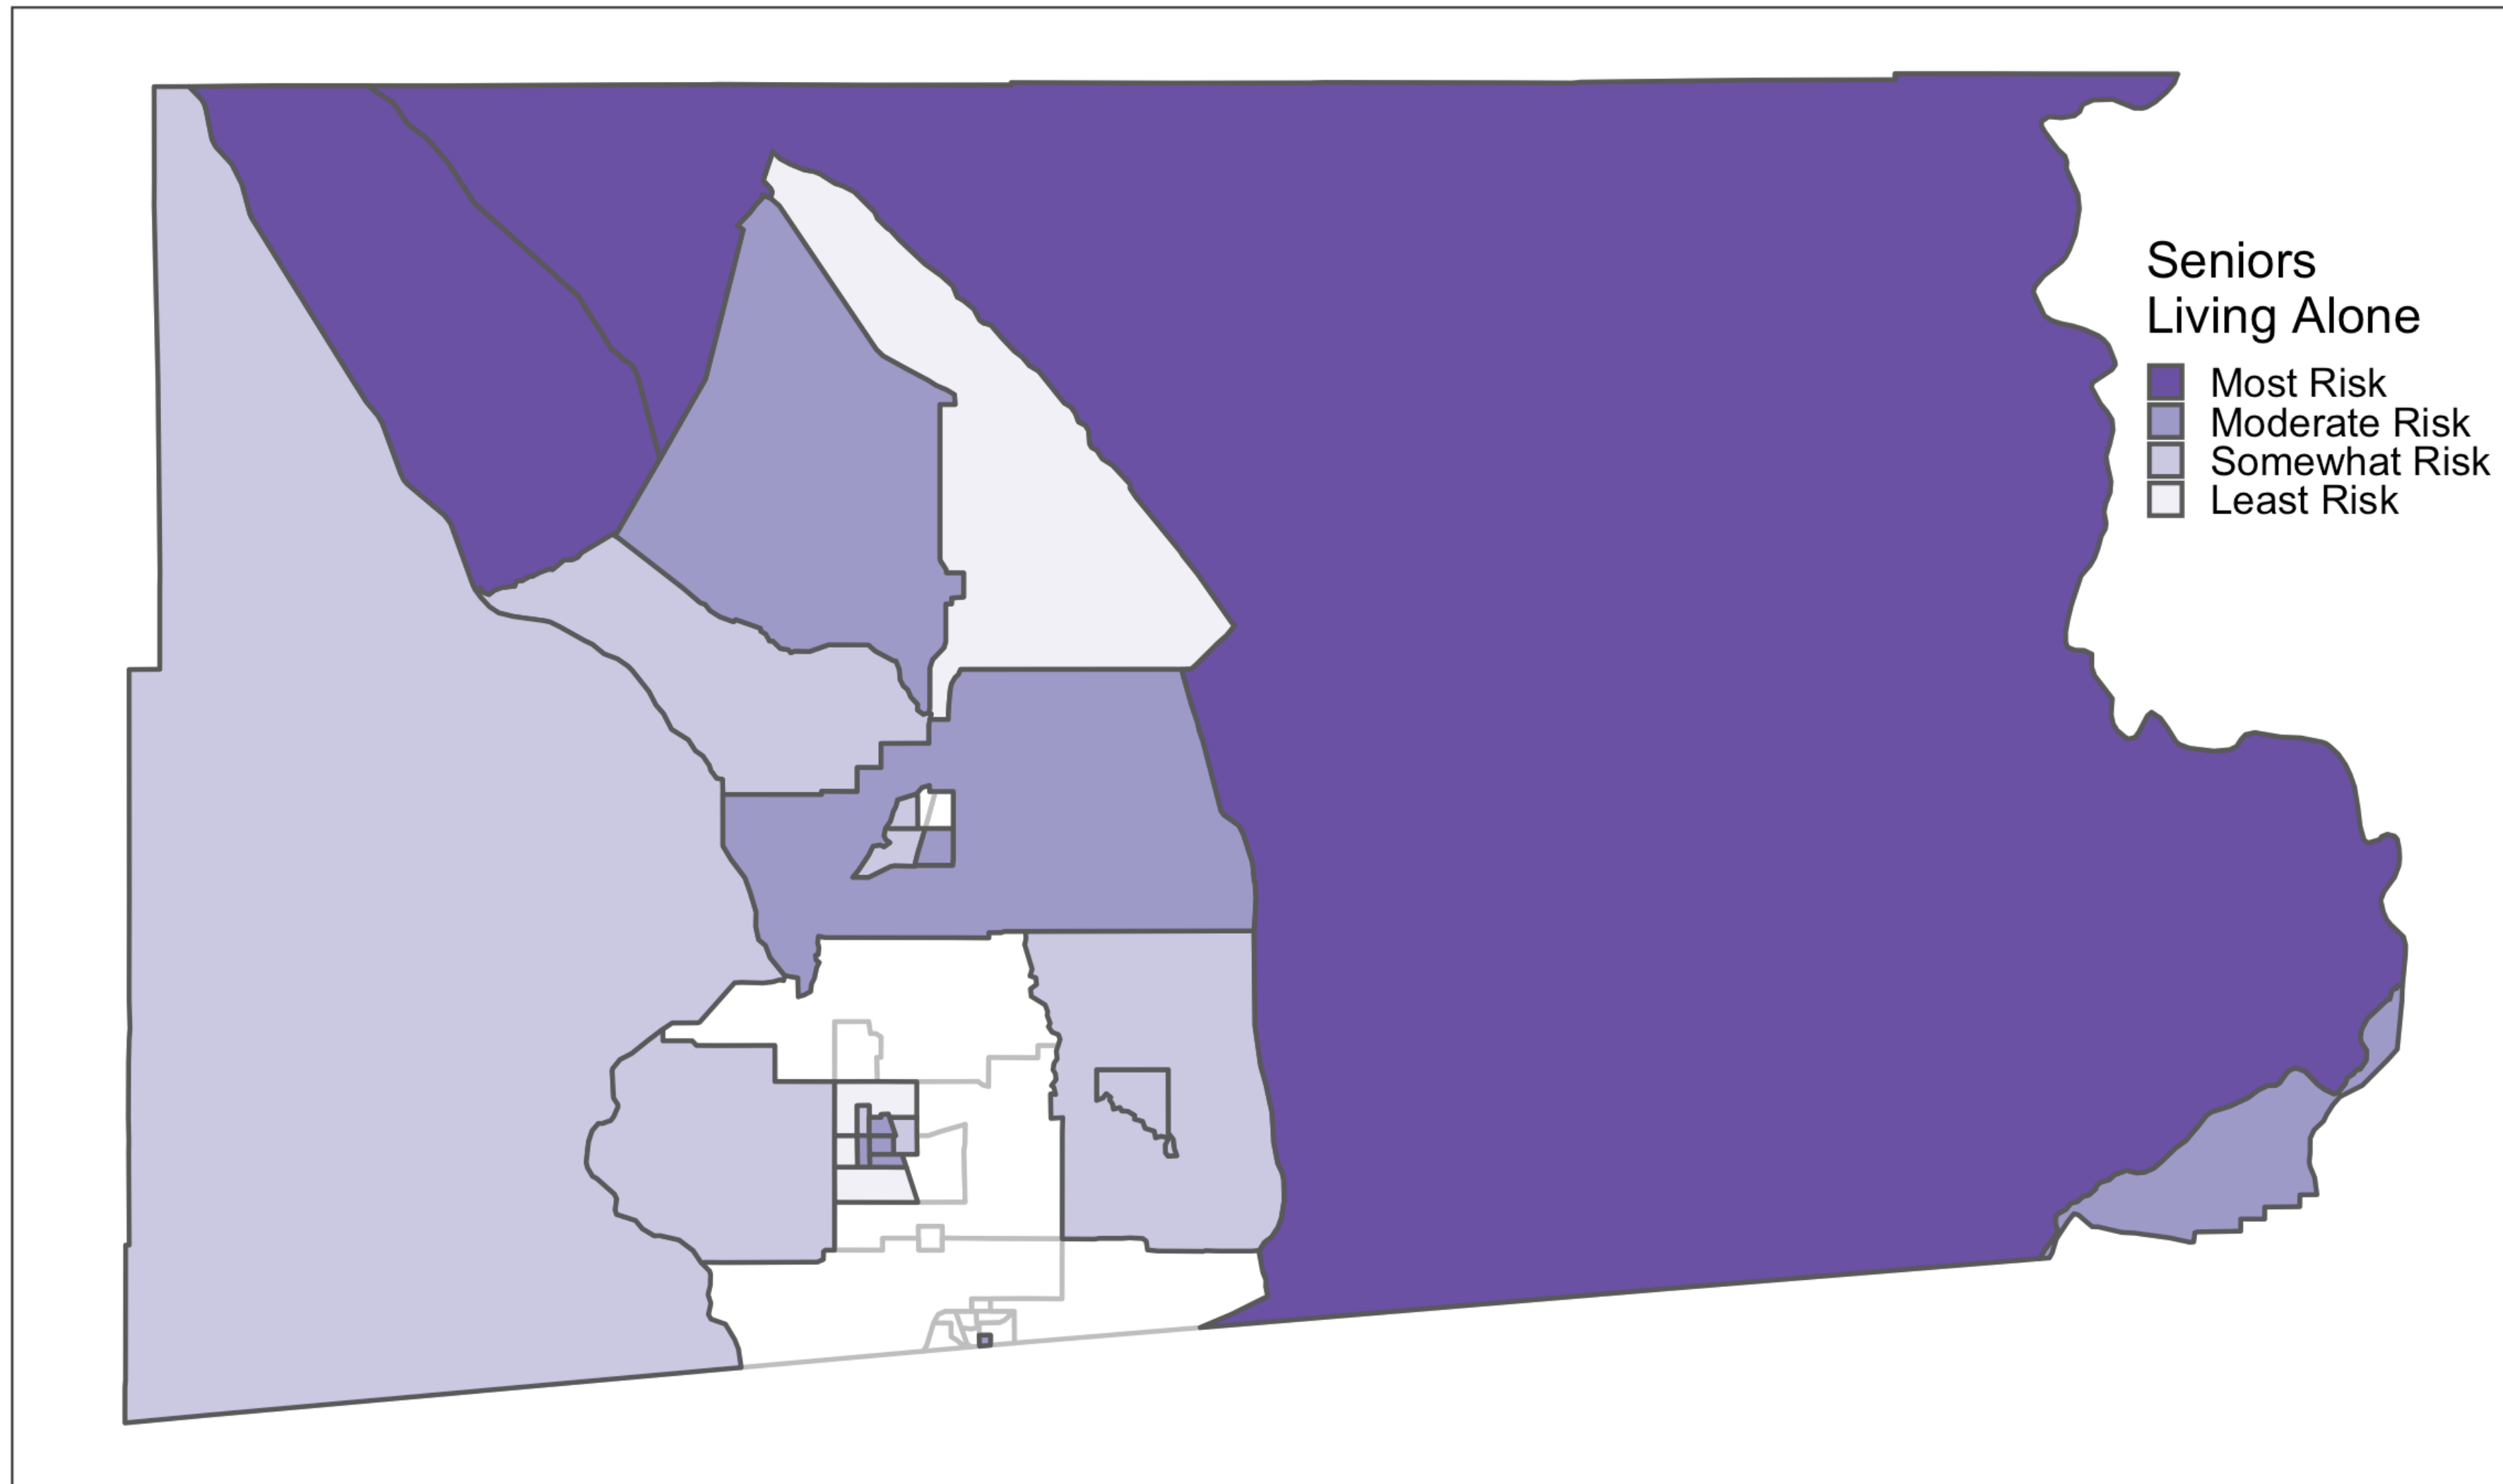 Seniors
Living Alone
Most Risk
Moderate Risk
Somewhat Risk
Least Risk